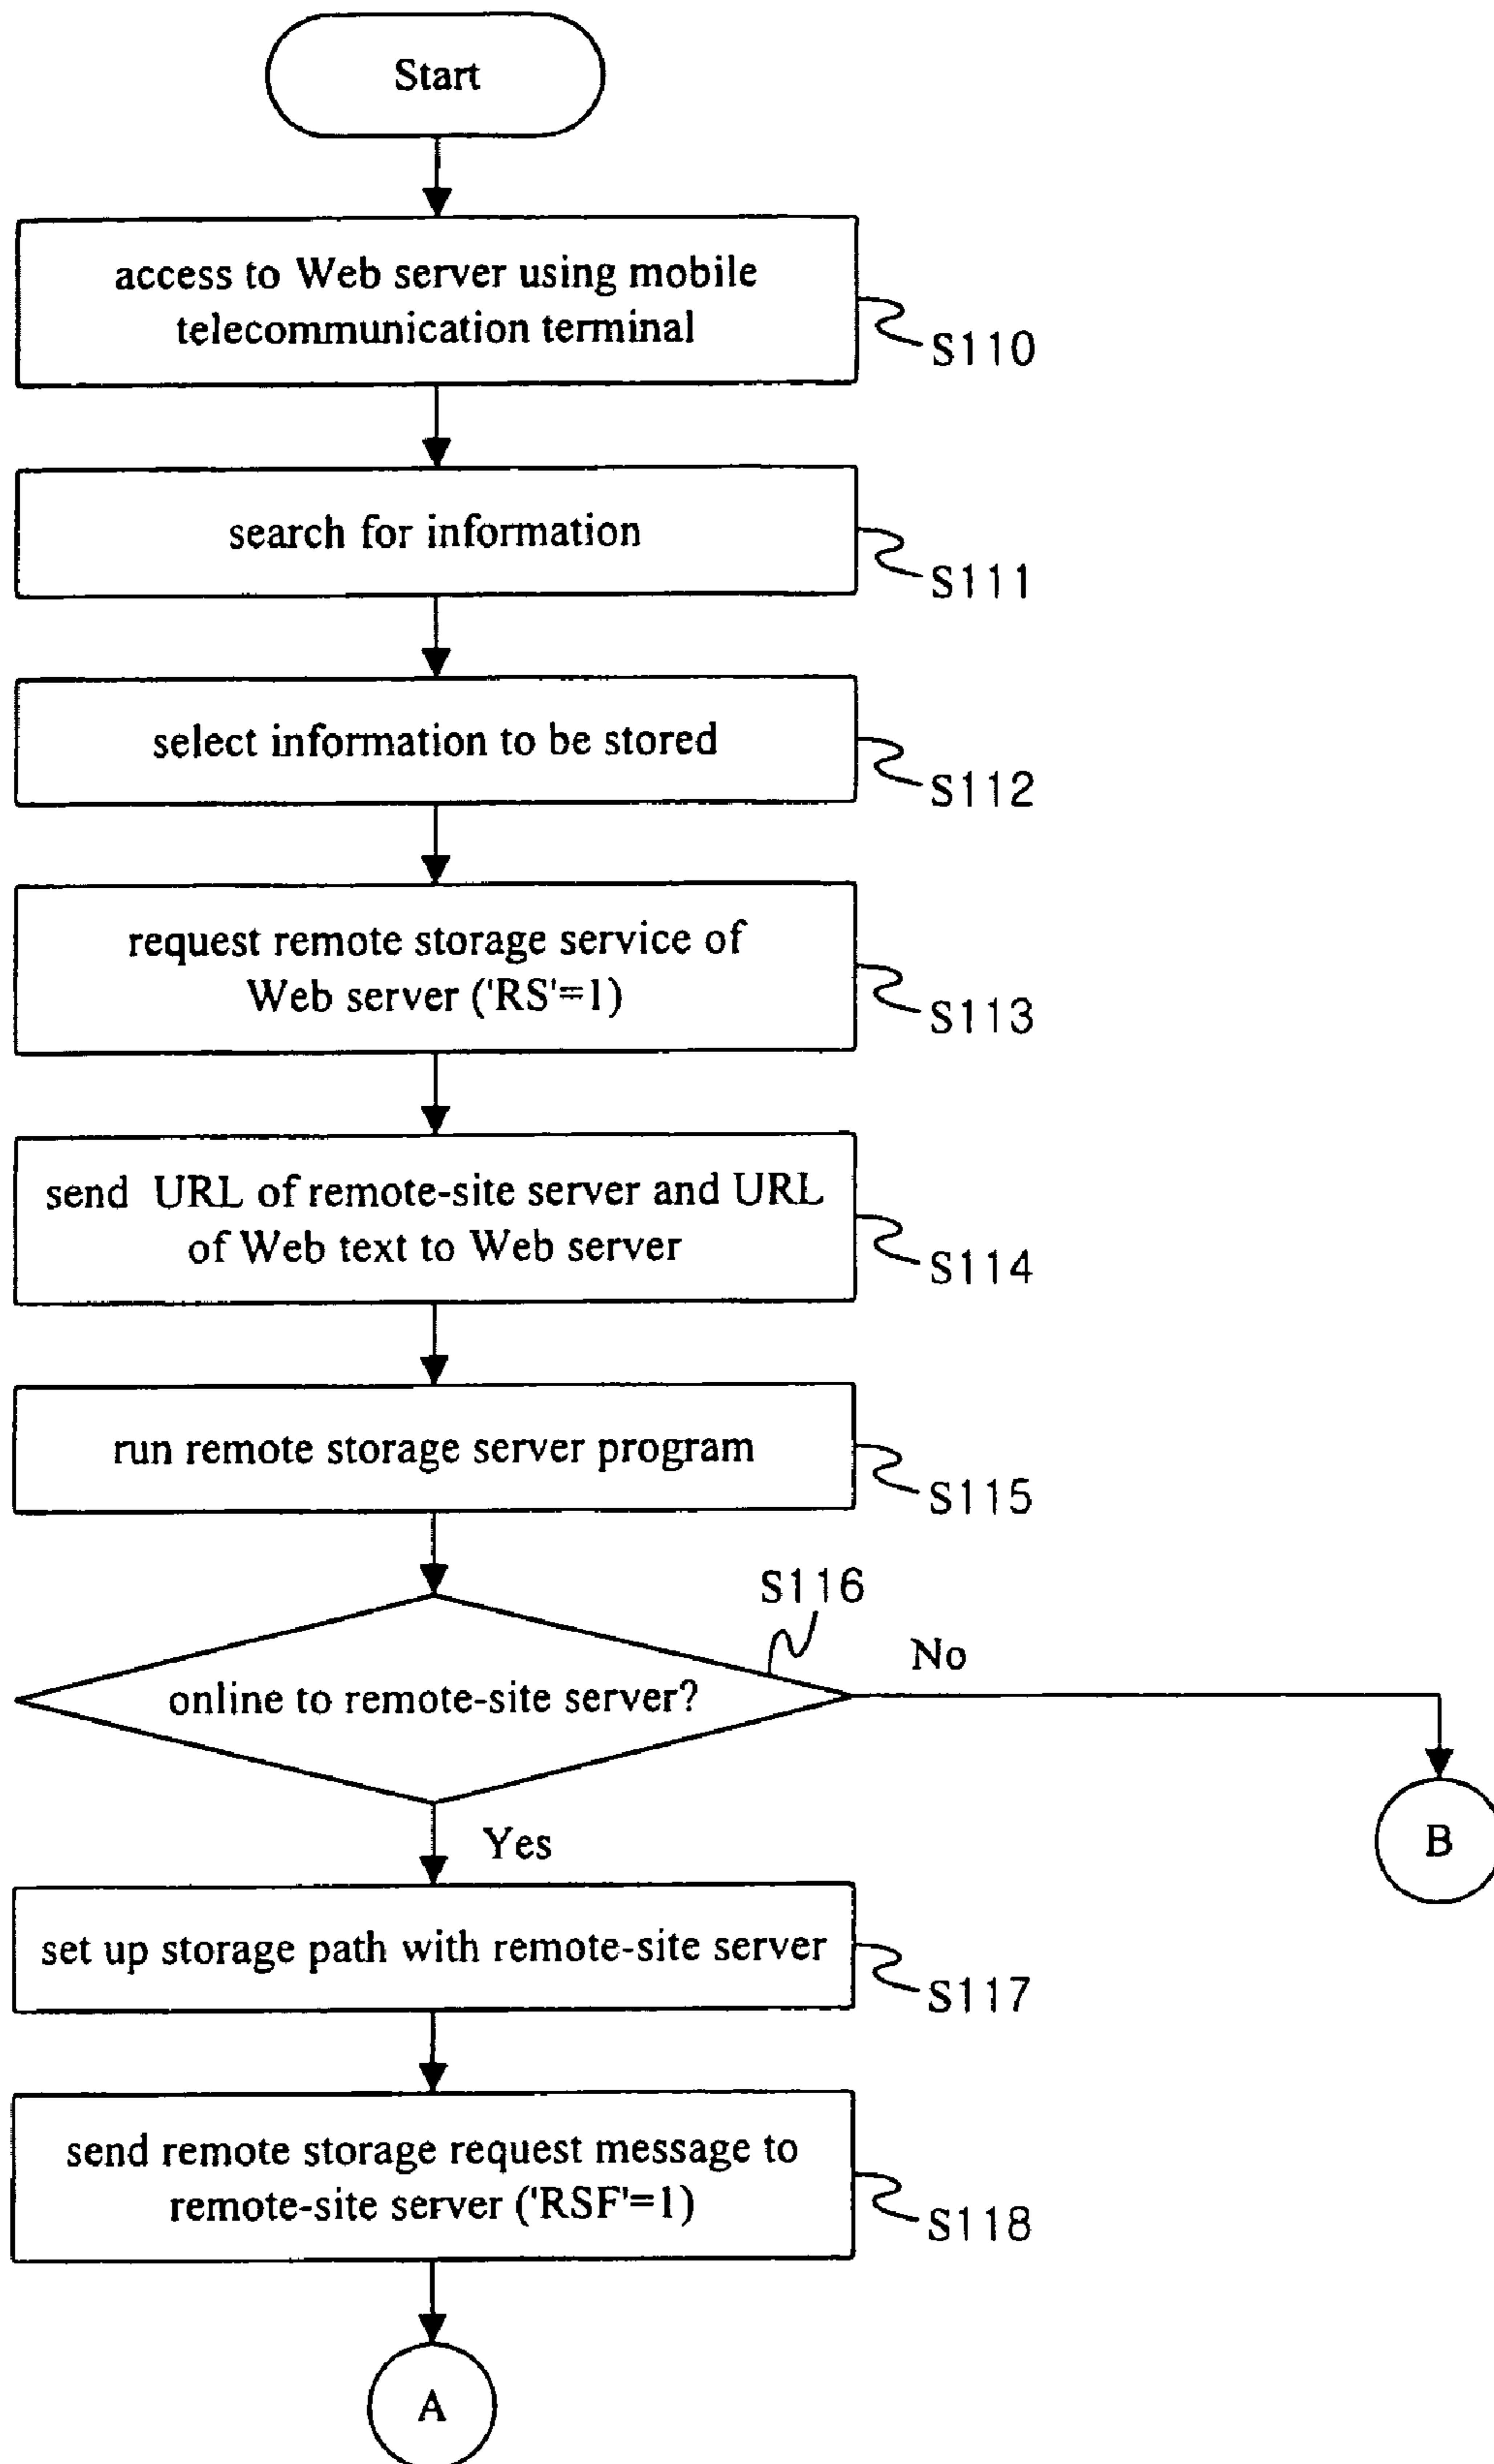 Start
access to Web server using mobile
telecommunication terminal
S110
search for information
S111
select information to be stored
S112
request remote storage service of
Web server ('RS'=1)
S113
send URL of remote-site server and URL
of Web text to Web server
S114
run remote storage server program
S115
S116
online to remote-site server?
No
B
Yes
set up storage path with remote-site server
S117
send remote storage request message to
remote-site server ('RSF'=1)
S118
A